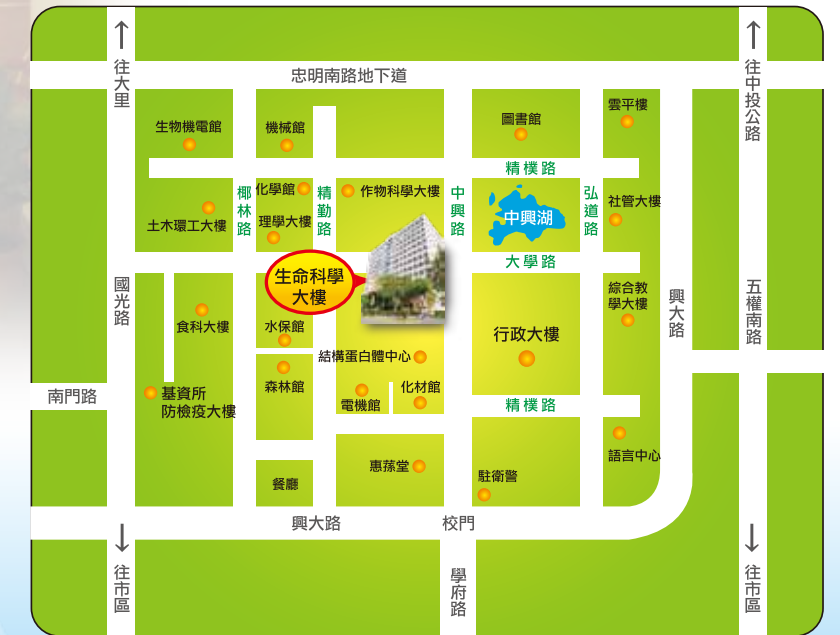 往大里
忠明南路地下道
往中投公路
生物機電館
機械館
圖書館
雲平樓
精樸路
椰林路
化學館
精勤路
作物科學大樓
中興路
中興湖
弘道路
社管大樓
土木環工大樓
理學大樓
大學路
生命科學
大樓
國光路
綜合教
學大樓
興大路
五權南路
食科大樓
水保館
行政大樓
結構蛋白體中心
南門路
基資所
防檢疫大樓
森林館
電機館
化材館
精樸路
語言中心
惠蓀堂
駐衛警
餐廳
興大路
校門
往市區
學府路
往市區